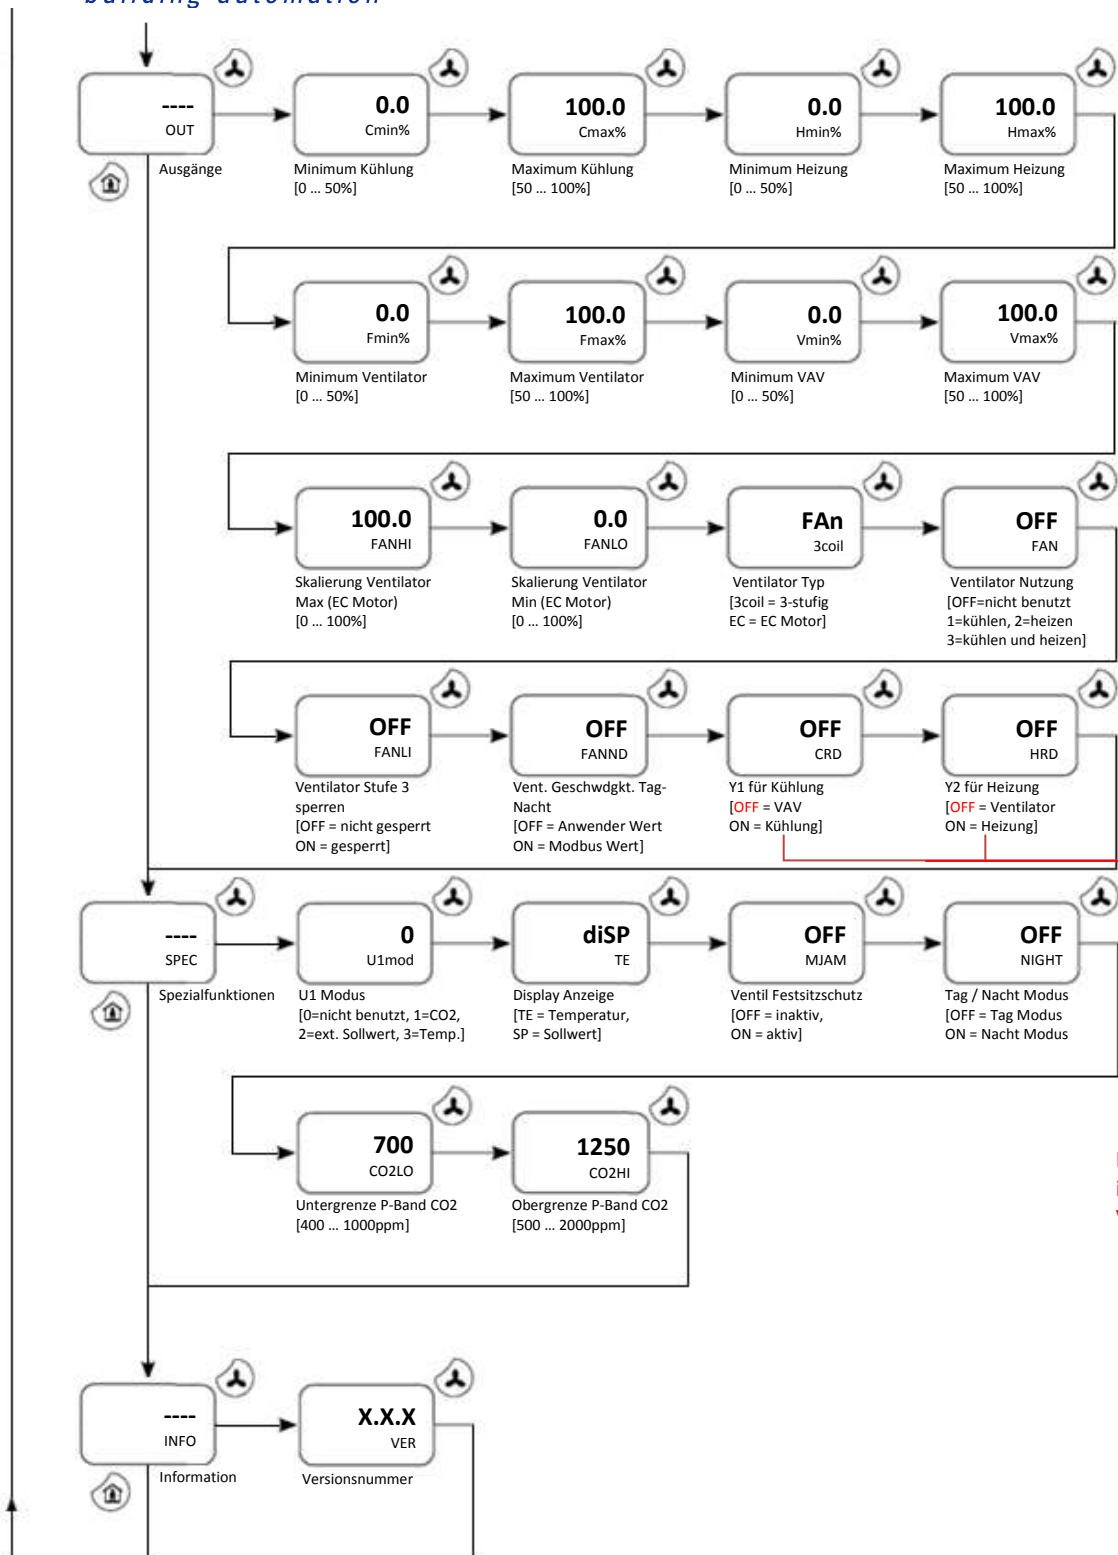 building automation
----
OUT
Ausgänge
0.0
Cmin%
Minimum Kühlung
[0 ... 50%]
100.0
Cmax%
Maximum Kühlung
[50 ... 100%]
0.0
Hmin%
Minimum Heizung
[0 ... 50%]
100.0
Hmax%
Maximum Heizung
[50 ... 100%]
0.0
Fmin%
Minimum Ventilator
[0 ... 50%]
100.0
Fmax%
Maximum Ventilator
[50 ... 100%]
0.0
Vmin%
Minimum VAV
[0 ... 50%]
100.0
Vmax%
Maximum VAV
[50 ... 100%]
100.0
FANHI
Skalierung Ventilator
Max (EC Motor)
[0 ... 100%]
0.0
FANLO
Skalierung Ventilator
Min (EC Motor)
[0 ... 100%]
FAn
3coil
Ventilator Typ
[3coil = 3-stufig
EC = EC Motor]
OFF
FAN
Ventilator Nutzung
[OFF=nicht benutzt
1=kühlen, 2=heizen
3=kühlen und heizen]
OFF
FANLI
Ventilator Stufe 3
sperren
[OFF = nicht gesperrt
ON = gesperrt]
OFF
FANND
Vent. Geschwdgkt. Tag-
Nacht
[OFF = Anwender Wert
ON = Modbus Wert]
OFF
CRD
Y1 für Kühlung
[OFF = VAV
ON = Kühlung]
OFF
HRD
Y2 für Heizung
[OFF = Ventilator
ON = Heizung]
----
SPEC
Spezialfunktionen
0
U1mod
U1 Modus
[0=nicht benutzt, 1=CO2,
2=ext. Sollwert, 3=Temp.]
diSP
TE
Display Anzeige
[TE = Temperatur,
SP = Sollwert]
OFF
MJAM
Ventil Festsitzschutz
[OFF = inaktiv,
ON = aktiv]
OFF
NIGHT
Tag / Nacht Modus
[OFF = Tag Modus
ON = Nacht Modus
700
CO2LO
Untergrenze P-Band CO2
[400 ... 1000ppm]
1250
CO2HI
Obergrenze P-Band CO2
[500 ... 2000ppm]
----
INFO
Information
X.X.X
VER
Versionsnummer